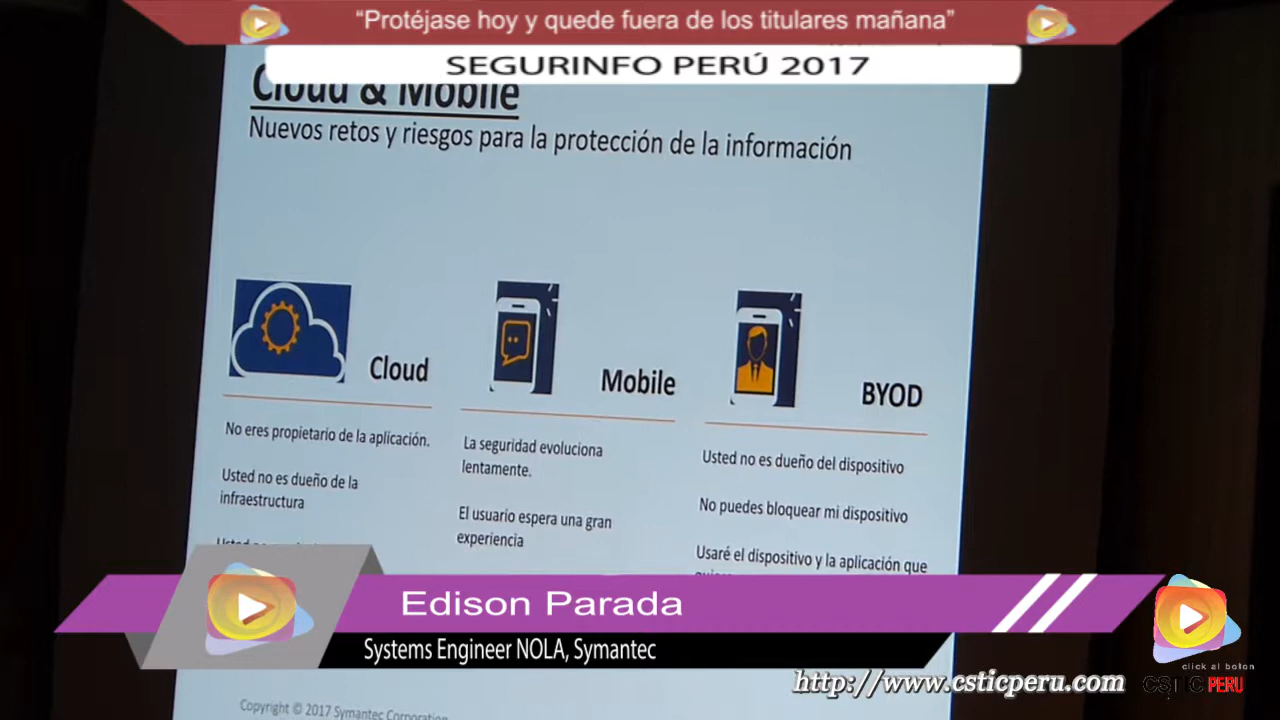 “Protéjase hoy y quede fuera de los titulares mañana”
SEGURINFO PERÚ 2017
Cloud & Mobile
Nuevos retos y riesgos para la protección de la información
Cloud
No eres propietario de la aplicación.
Usted no es dueño de la
infraestructura
Mobile
La seguridad evoluciona
lentamente.
El usuario espera una gran
experiencia
BYOD
Usted no es dueño del dispositivo
No puedes bloquear mi dispositivo
Usaré el dispositivo y la aplicación que
Edison Parada
Systems Engineer NOLA, Symantec
http://www.csticperu.com
click al boton
CSTIC PERU
Copyright © 2017 Symantec Corporation